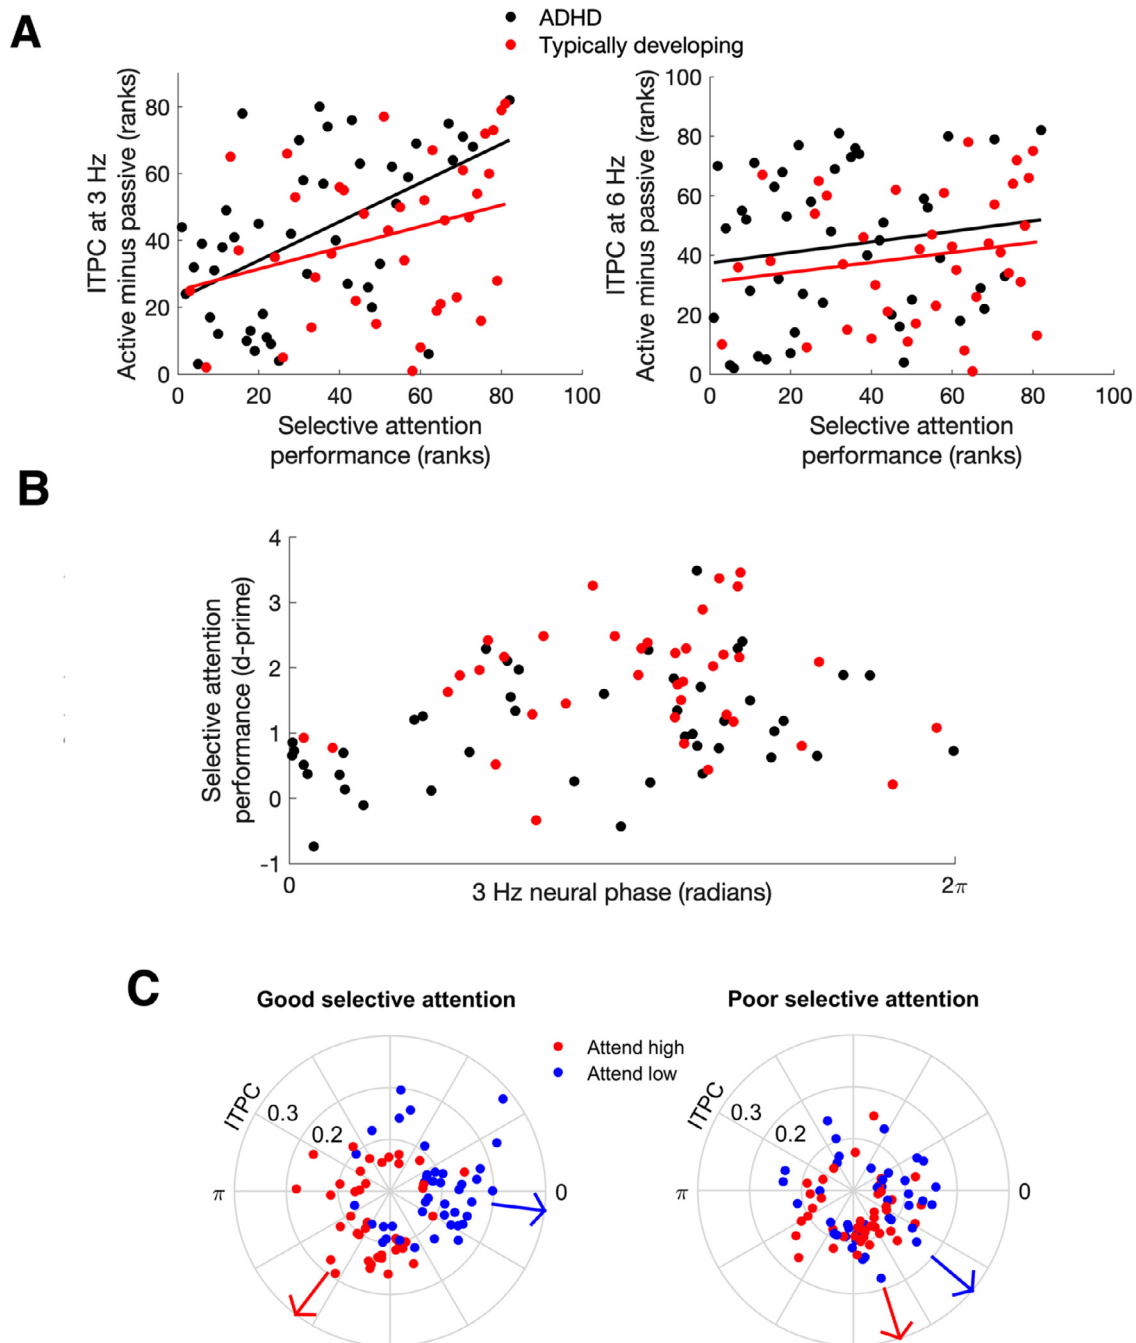 A
ADHD
Typically developing
ITPC at 3 Hz
Active minus passive (ranks)
80
60
40
20
0
0 20 40 60 80 100
Selective attention
performance (ranks)
ITPC at 6 Hz
Active minus passive (ranks)
100
80
60
40
20
0
0 20 40 60 80 100
Selective attention
performance (ranks)
B
Selective attention
performance (d-prime)
4
3
2
1
0
-1
0
3 Hz neural phase (radians)
2π
C
Good selective attention
Poor selective attention
Attend high
Attend low
ITPC
0.3
0.2
π
0
ITPC
0.3
0.2
π
0